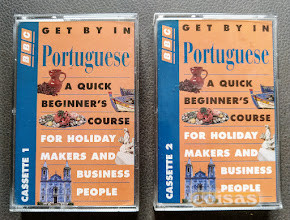 BBC
GET BY IN
Portuguese
A QUICK
BEGINNER'S
COURSE
FOR HOLIDAY
MAKERS AND
BUSINESS
PEOPLE
CASSETTE 1
BBC
GET BY IN
Portuguese
A QUICK
BEGINNER'S
COURSE
FOR HOLIDAY
MAKERS AND
BUSINESS
PEOPLE
CASSETTE 2
coisas